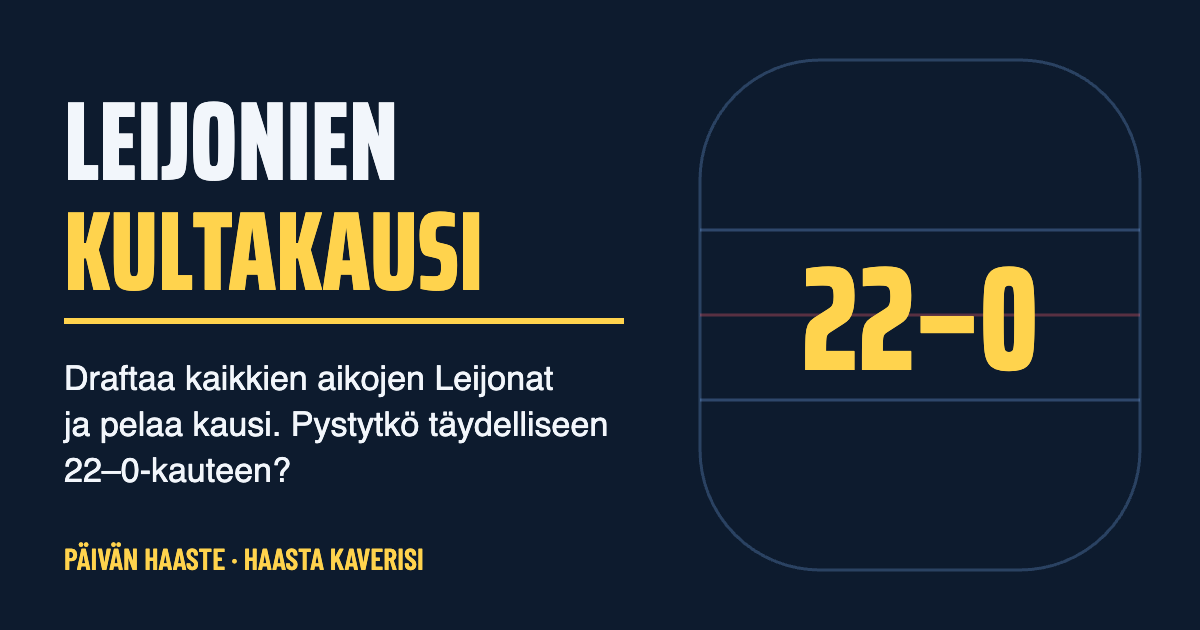 LEIJONIEN
KULTAKAUSI
Draftaa kaikkien aikojen Leijonat
ja pelaa kausi. Pystytkö täydelliseen
22–0-kauteen?
PÄIVÄN HAASTE · HAASTA KAVERISI
22–0